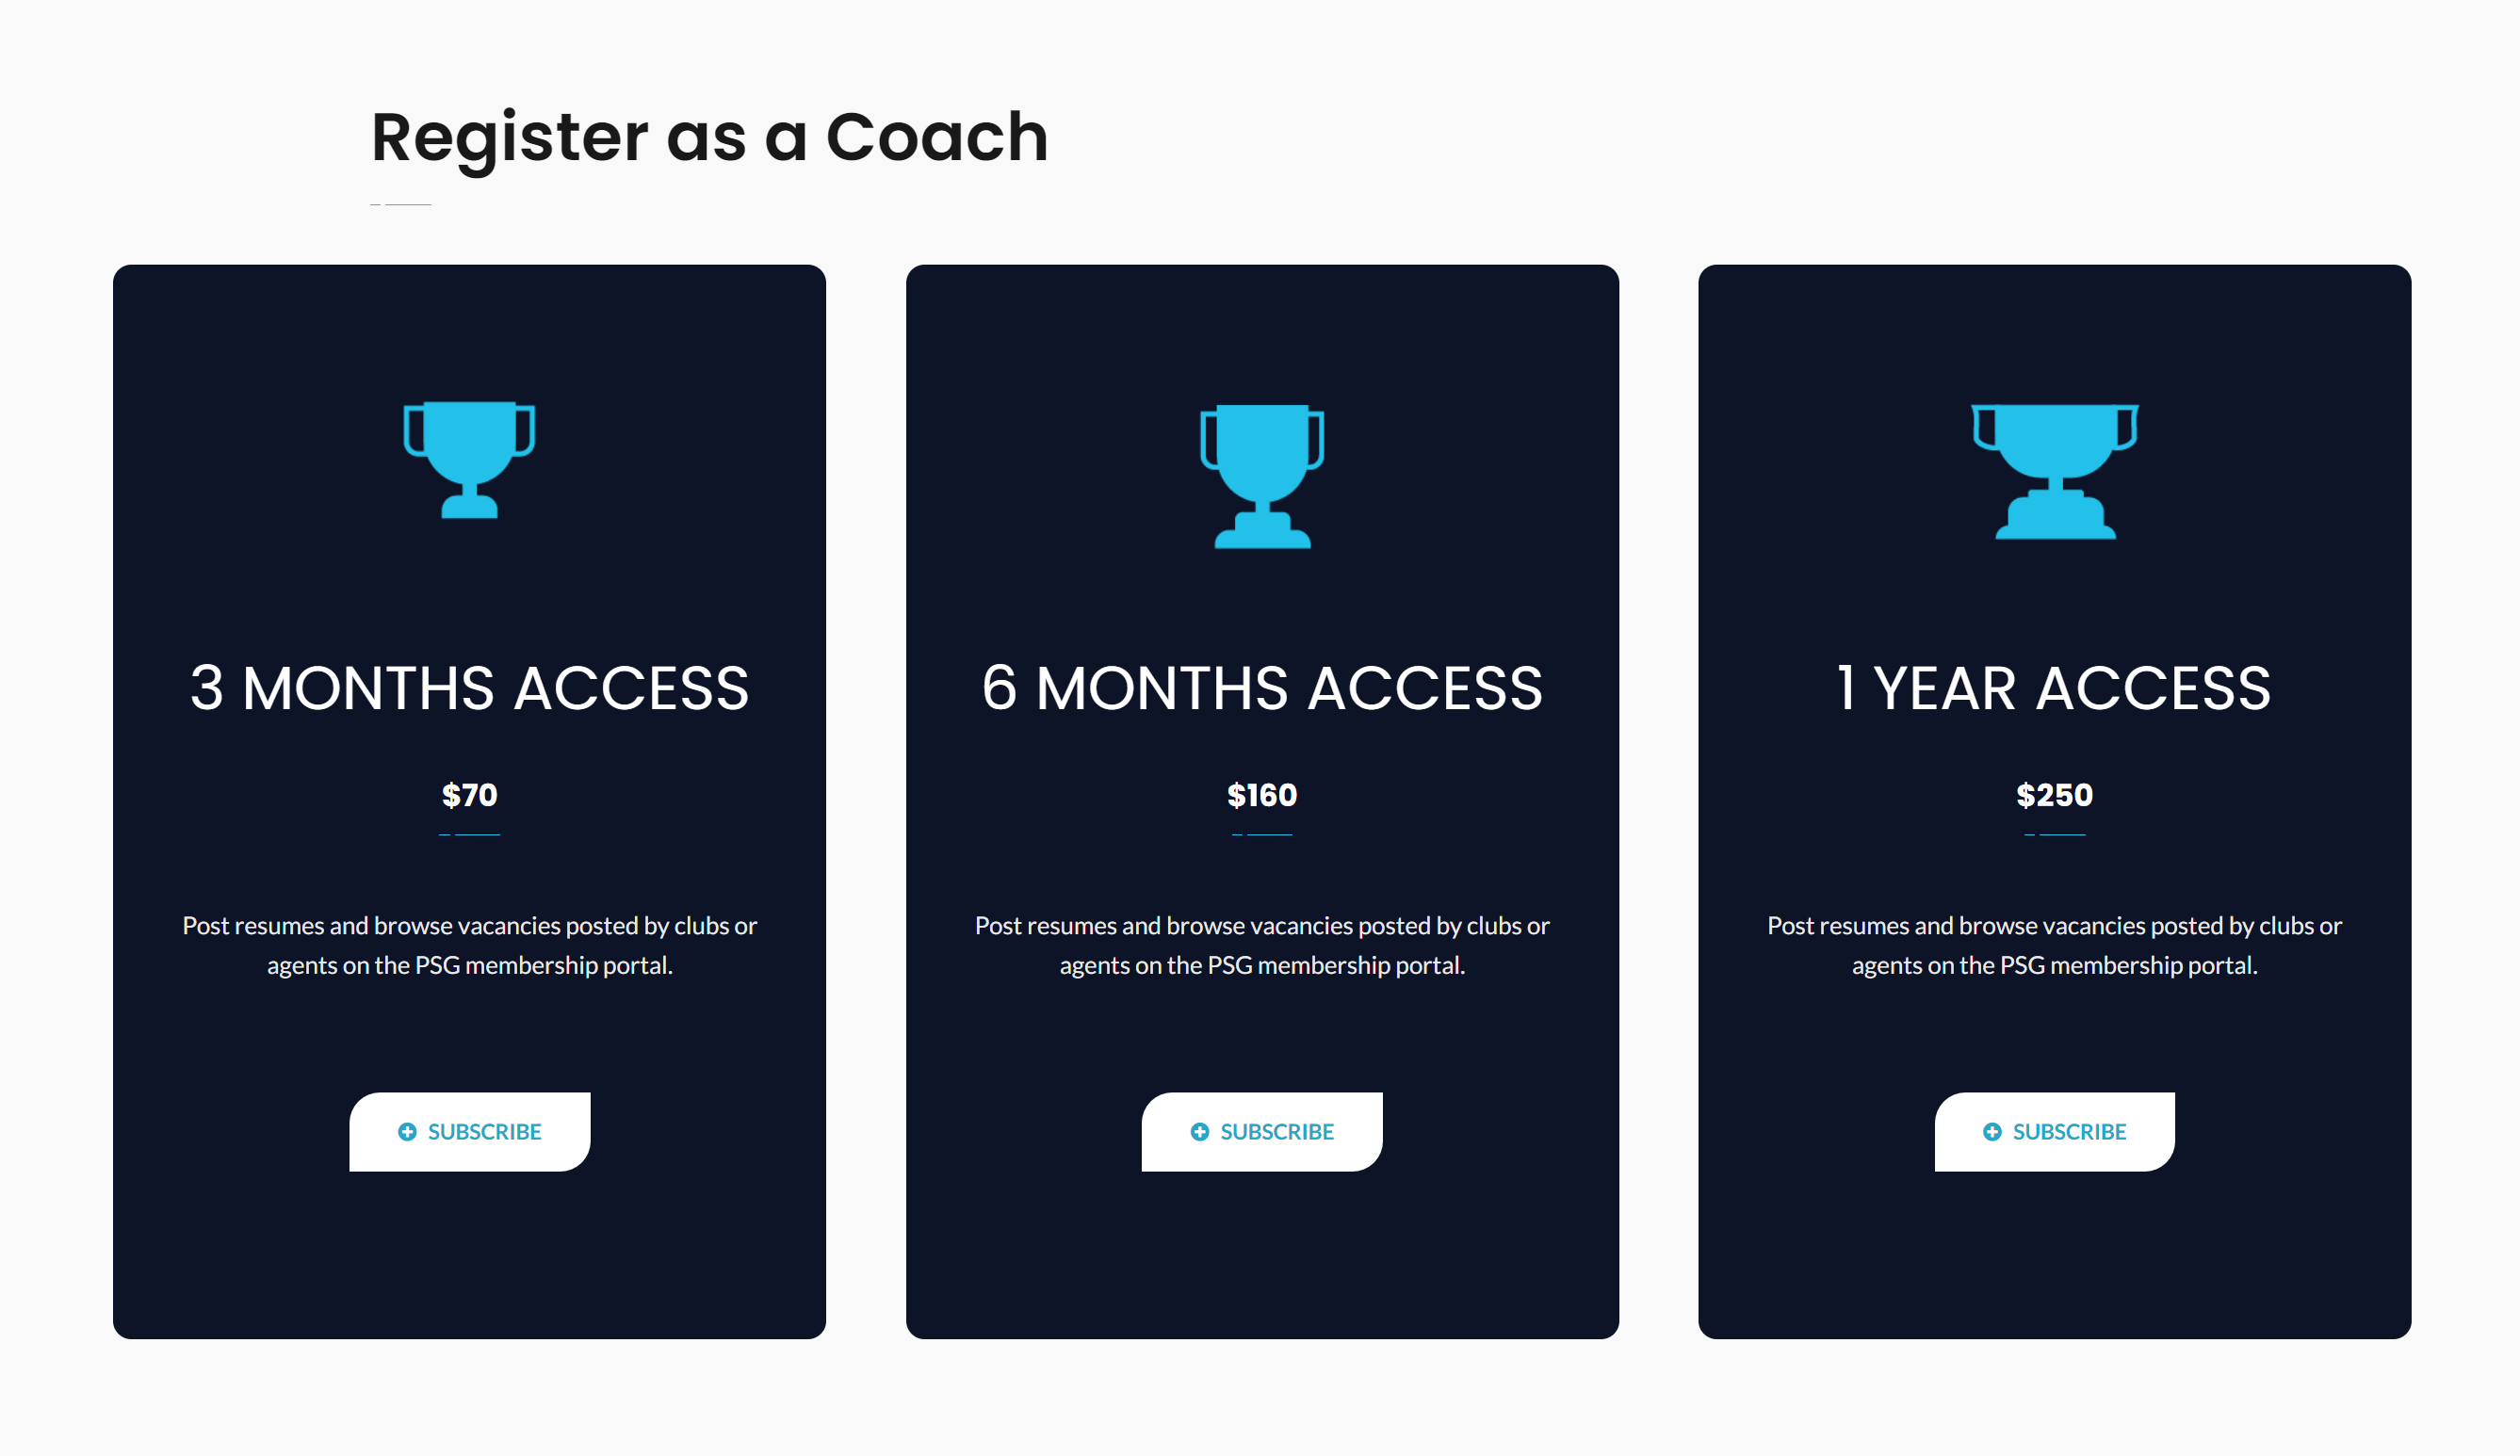 Register as a Coach
3 MONTHS ACCESS
$70
Post resumes and browse vacancies posted by clubs or
agents on the PSG membership portal.
SUBSCRIBE
6 MONTHS ACCESS
$160
Post resumes and browse vacancies posted by clubs or
agents on the PSG membership portal.
SUBSCRIBE
1 YEAR ACCESS
$250
Post resumes and browse vacancies posted by clubs or
agents on the PSG membership portal.
SUBSCRIBE